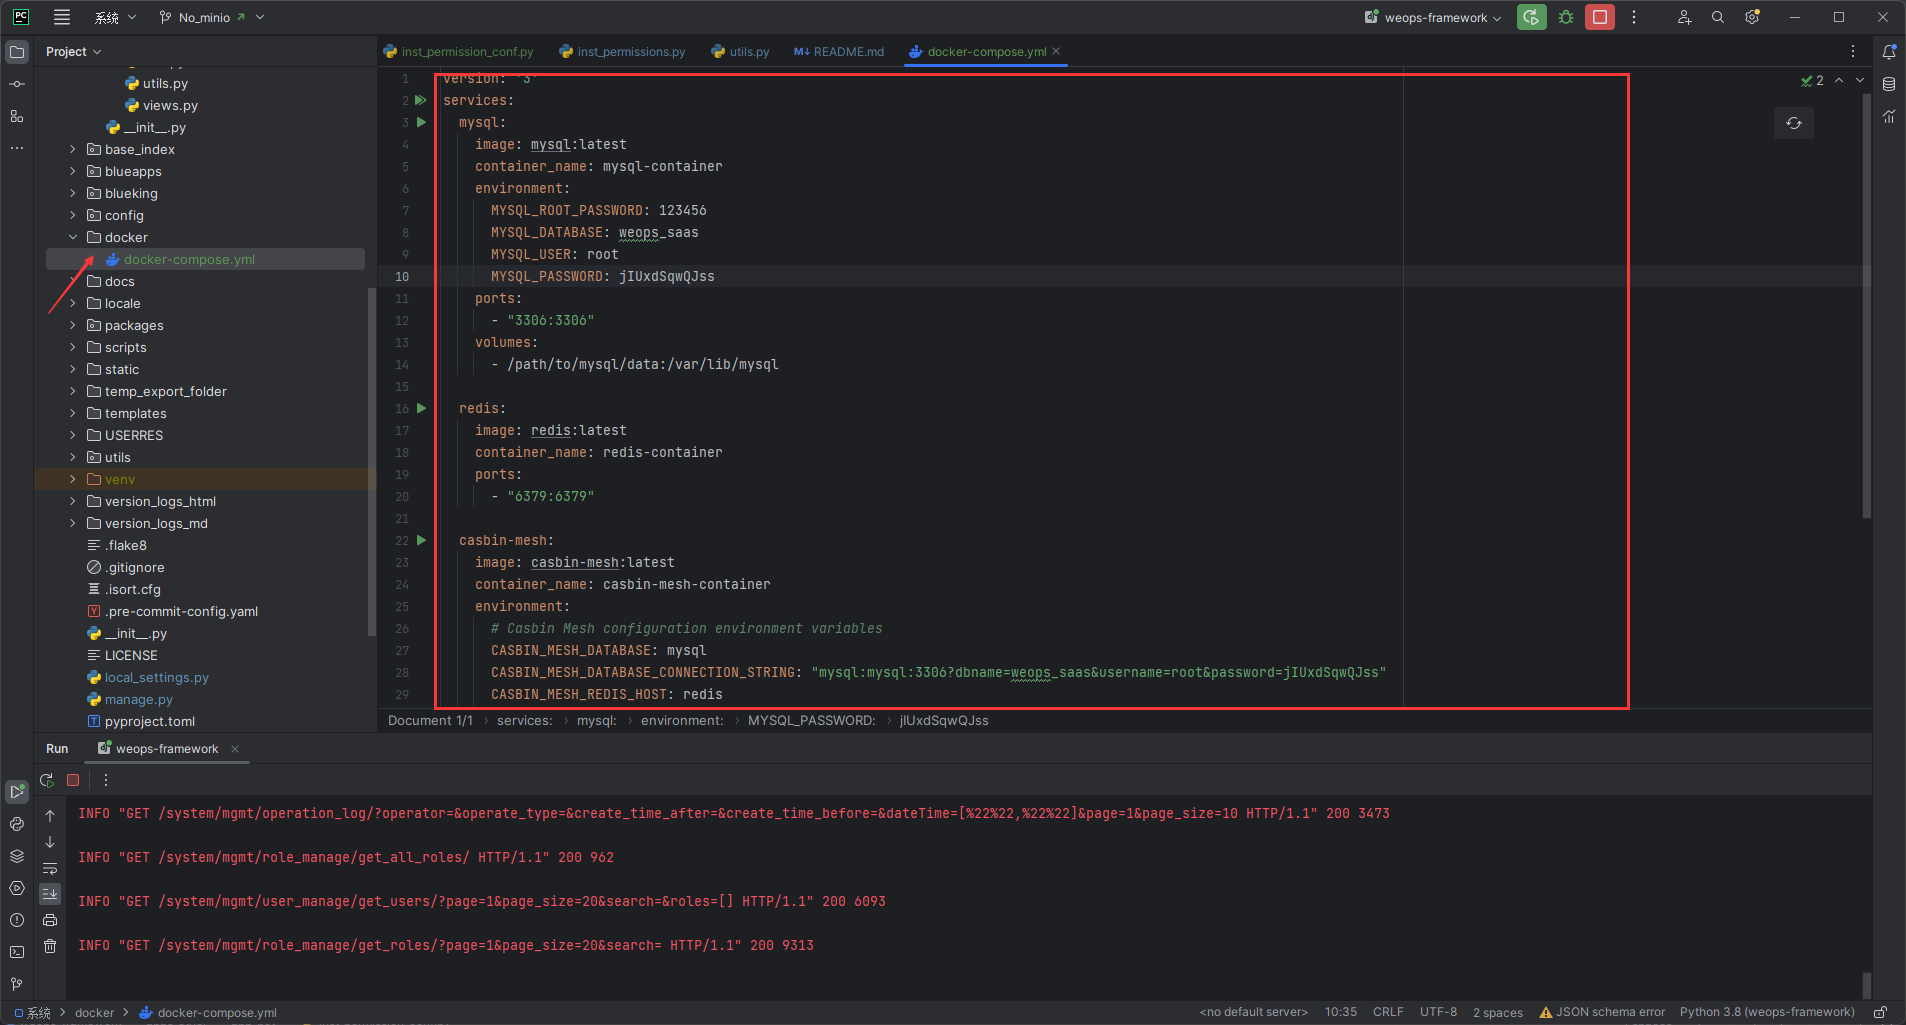 PC 系统 No_minio weops-framework
Project
utils.py
views.py
__init__.py
base_index
blueapps
blueking
config
docker
docker-compose.yml
docs
locale
packages
scripts
static
temp_export_folder
templates
USERRES
utils
venv
version_logs_html
version_logs_md
.flake8
.gitignore
.isort.cfg
.pre-commit-config.yaml
__init__.py
LICENSE
local_settings.py
manage.py
pyproject.toml
inst_permission_conf.py inst_permissions.py utils.py M↓ README.md docker-compose.yml
2
1 version: '3'
2 services:
3 mysql:
4 image: mysql:latest
5 container_name: mysql-container
6 environment:
7 MYSQL_ROOT_PASSWORD: 123456
8 MYSQL_DATABASE: weops_saas
9 MYSQL_USER: root
10 MYSQL_PASSWORD: jIUxdSqwQJss
11 ports:
12 - "3306:3306"
13 volumes:
14 - /path/to/mysql/data:/var/lib/mysql
15
16 redis:
17 image: redis:latest
18 container_name: redis-container
19 ports:
20 - "6379:6379"
21
22 casbin-mesh:
23 image: casbin-mesh:latest
24 container_name: casbin-mesh-container
25 environment:
26 # Casbin Mesh configuration environment variables
27 CASBIN_MESH_DATABASE: mysql
28 CASBIN_MESH_DATABASE_CONNECTION_STRING: "mysql:mysql:3306?dbname=weops_saas&username=root&password=jIUxdSqwQJss"
29 CASBIN_MESH_REDIS_HOST: redis
Document 1/1 services: mysql: environment: MYSQL_PASSWORD: jIUxdSqwQJss
Run weops-framework
INFO "GET /system/mgmt/operation_log/?operator=&operate_type=&create_time_after=&create_time_before=&dateTime=[%22%22,%22%22]&page=1&page_size=10 HTTP/1.1" 200 3473
INFO "GET /system/mgmt/role_manage/get_all_roles/ HTTP/1.1" 200 962
INFO "GET /system/mgmt/user_manage/get_users/?page=1&page_size=20&search=&roles=[] HTTP/1.1" 200 6093
INFO "GET /system/mgmt/role_manage/get_roles/?page=1&page_size=20&search= HTTP/1.1" 200 9313
系统 docker docker-compose.yml <no default server> 10:35 CRLF UTF-8 2 spaces JSON schema error Python 3.8 (weops-framework)